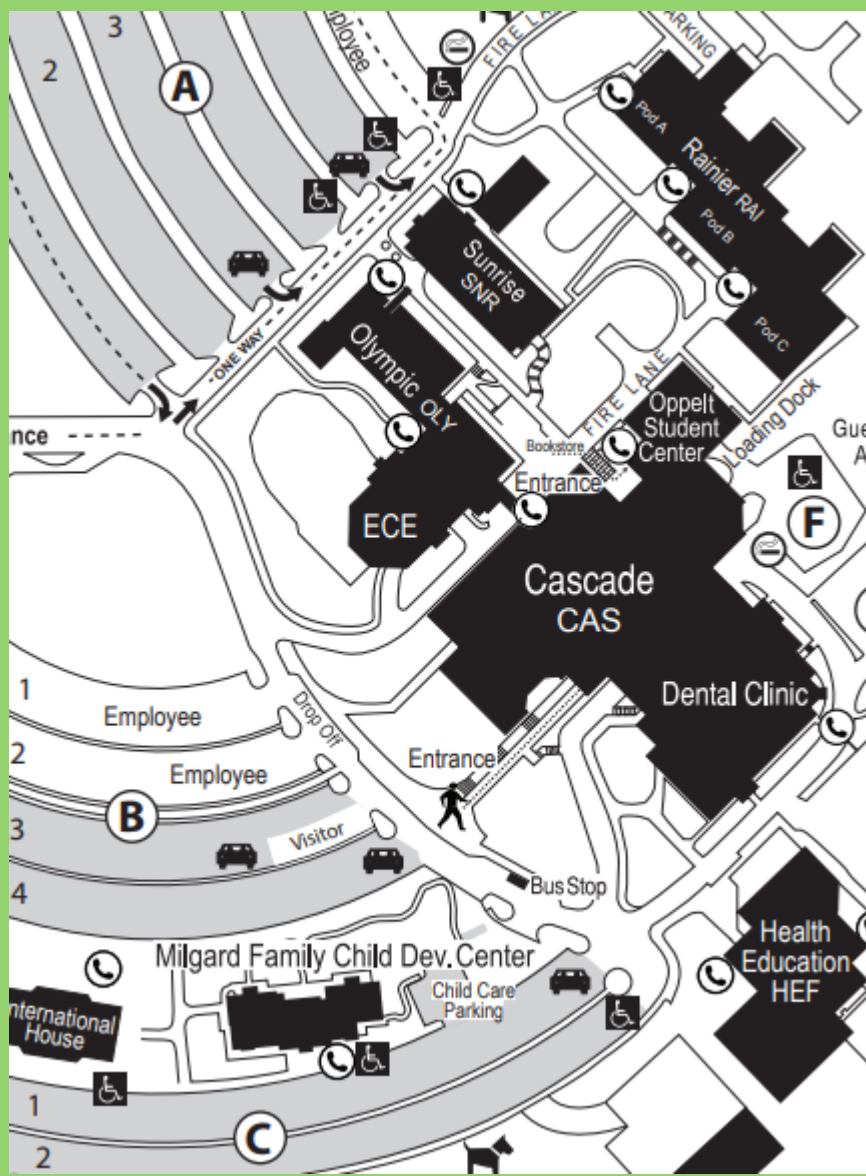 3
2
A
Employee
FIRE
PARKING
Pod A
Rainier RAI
Pod B
Pod C
Sunrise
SNR
ONE WAY
Olympic OLY
FIRE LANE
Oppelt
Student
Center
Loading Dock
Bookstore
Entrance
ECE
F
Cascade
CAS
Dental Clinic
1
Employee
Drop Off
2
Employee
Entrance
B
3
Visitor
4
Bus Stop
Milgard Family Child Dev. Center
Child Care
Parking
Health
Education
HEF
International
House
1
C
2